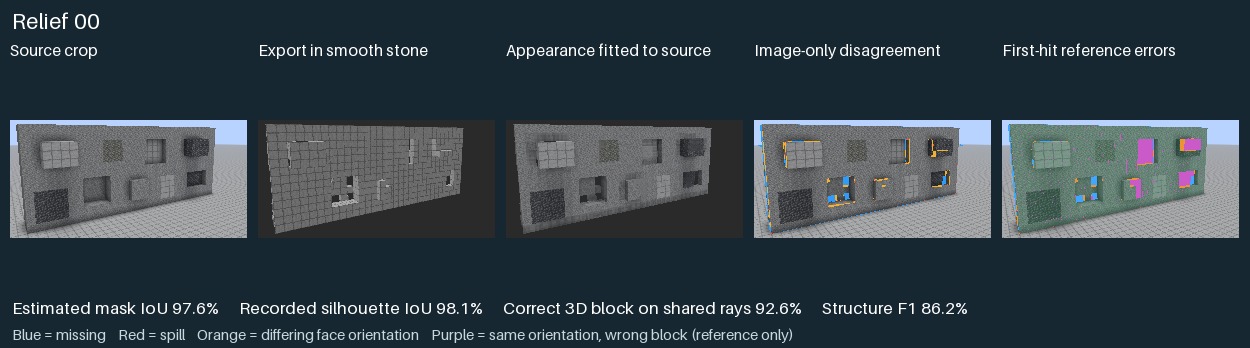 Relief 00
Source crop
Export in smooth stone
Appearance fitted to source
Image-only disagreement
First-hit reference errors
Estimated mask IoU 97.6% Recorded silhouette IoU 98.1% Correct 3D block on shared rays 92.6% Structure F1 86.2%
Blue = missing Red = spill Orange = differing face orientation Purple = same orientation, wrong block (reference only)